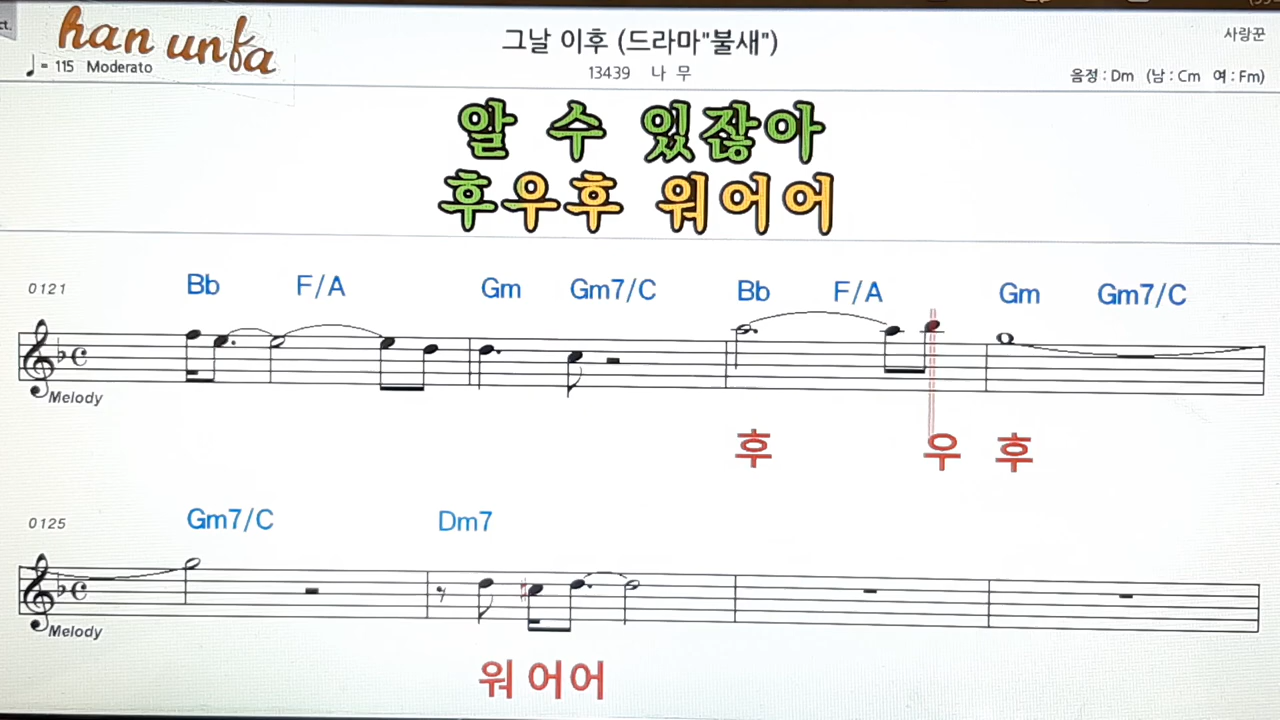 ct.
han unfa
♩= 115 Moderato
그날 이후 (드라마"불새")
13439 나 무
사랑꾼
음정 : Dm (남 : Cm 여 : Fm)
알 수 있잖아
후우후 워어어
0121 Bb F/A Gm Gm7/C Bb F/A Gm Gm7/C
Melody
후 우 후
0125 Gm7/C Dm7
Melody
워 어어